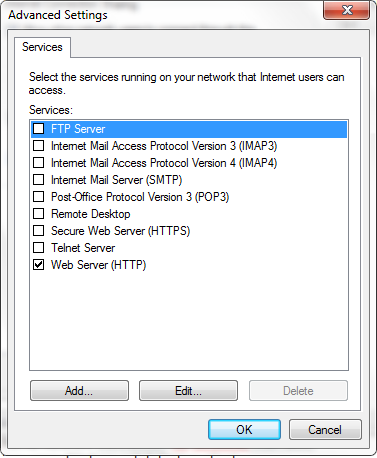 Advanced Settings
Services
Select the services running on your network that Internet users can
access.
Services:
FTP Server
Internet Mail Access Protocol Version 3 (IMAP3)
Internet Mail Access Protocol Version 4 (IMAP4)
Internet Mail Server (SMTP)
Post-Office Protocol Version 3 (POP3)
Remote Desktop
Secure Web Server (HTTPS)
Telnet Server
Web Server (HTTP)
Add...
Edit...
Delete
OK
Cancel